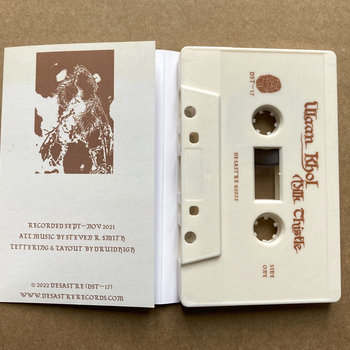 RECORDED SEPT-NOV 2021
ALL MUSIC BY STEVEN R. SMITH
LETTERING & LAYOUT BY DRUIDHIGH
© 2022 DESASTRE (DST-17)
WWW.DESASTRERECORDS.COM
Ulaan Khol
Milk Thistle
DST-17
DESASTRE ©2022
SIDE
ONE